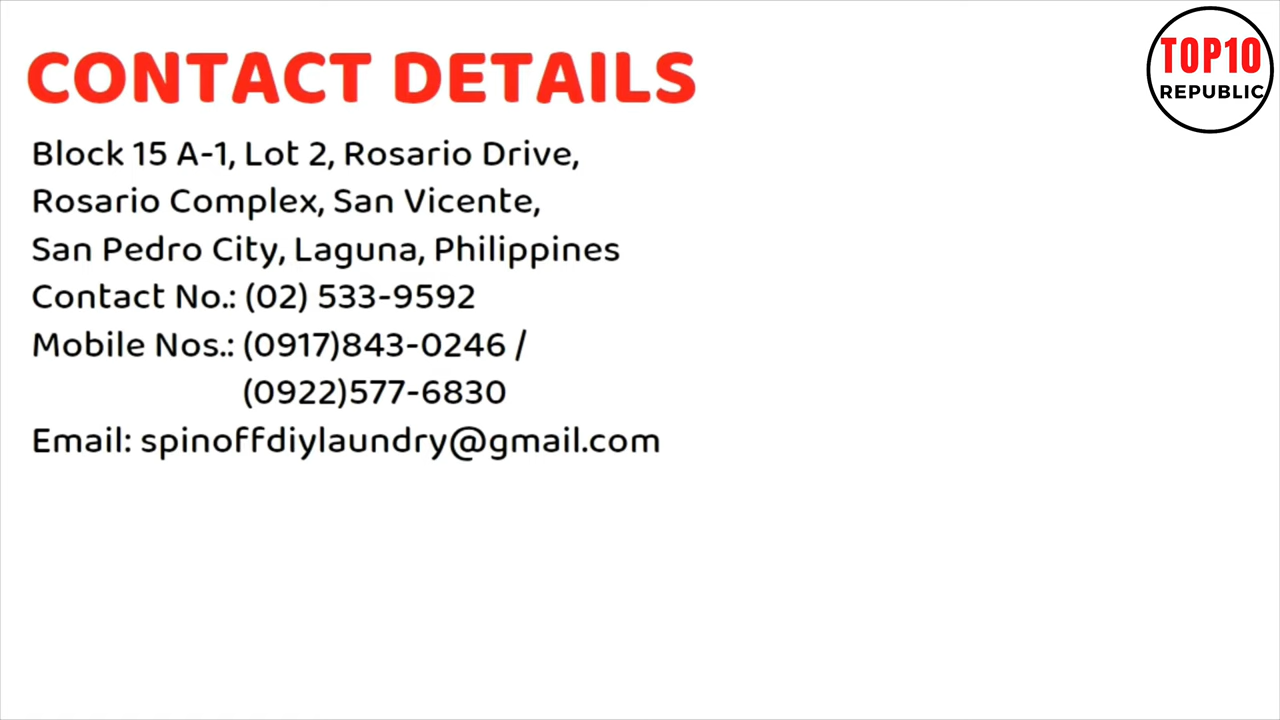 TOP10
REPUBLIC
CONTACT DETAILS
Block 15 A-1, Lot 2, Rosario Drive,
Rosario Complex, San Vicente,
San Pedro City, Laguna, Philippines
Contact No.: (02) 533-9592
Mobile Nos.: (0917)843-0246 /
(0922)577-6830
Email: spinoffdiylaundry@gmail.com